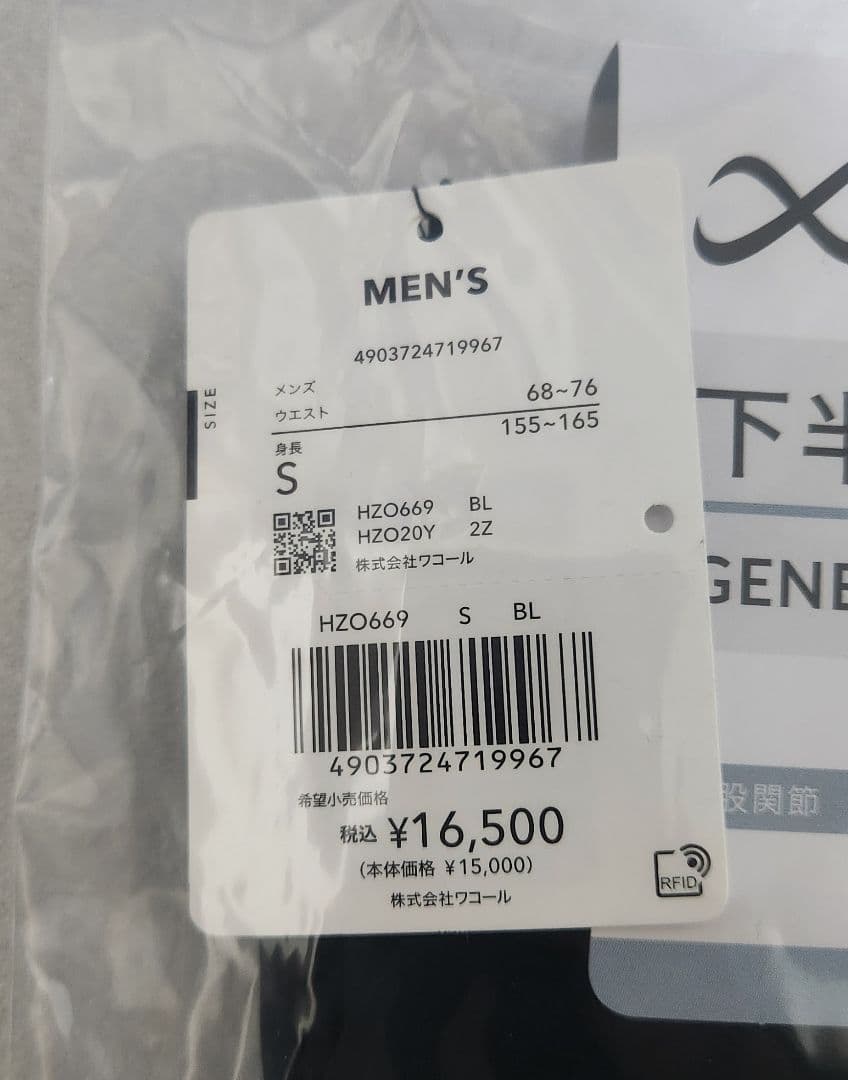 MEN'S
4903724719967
SIZE
メンズ
ウエスト 68~76
身長 155~165
S
HZO669 BL
HZO20Y 2Z
株式会社ワコール
HZO669 S BL
4903724719967
希望小売価格
税込 ¥16,500
(本体価格 ¥15,000)
株式会社ワコール
RFID
下半
GENE
股関節